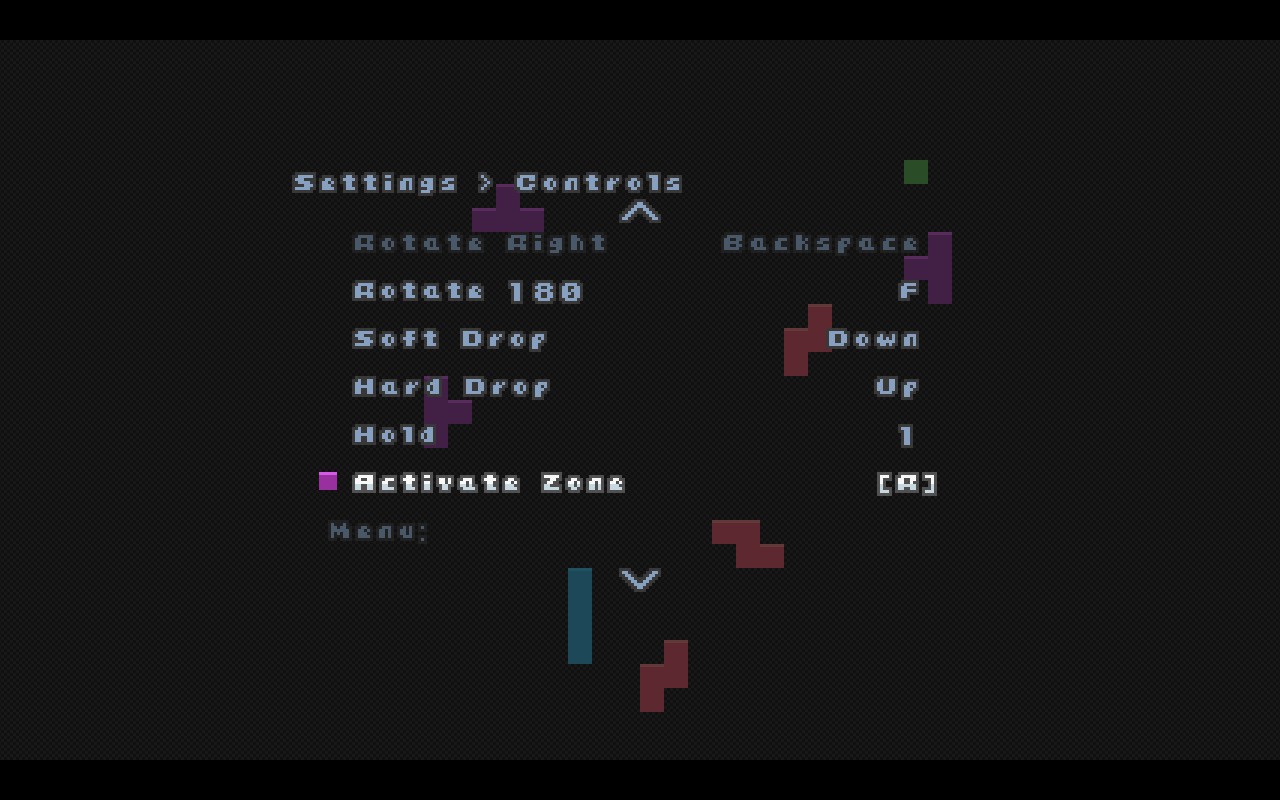 Settings > Controls
Rotate Right Backspace
Rotate 180 F
Soft Drop Down
Hard Drop Up
Hold 1
Activate Zone [A]
Menu: